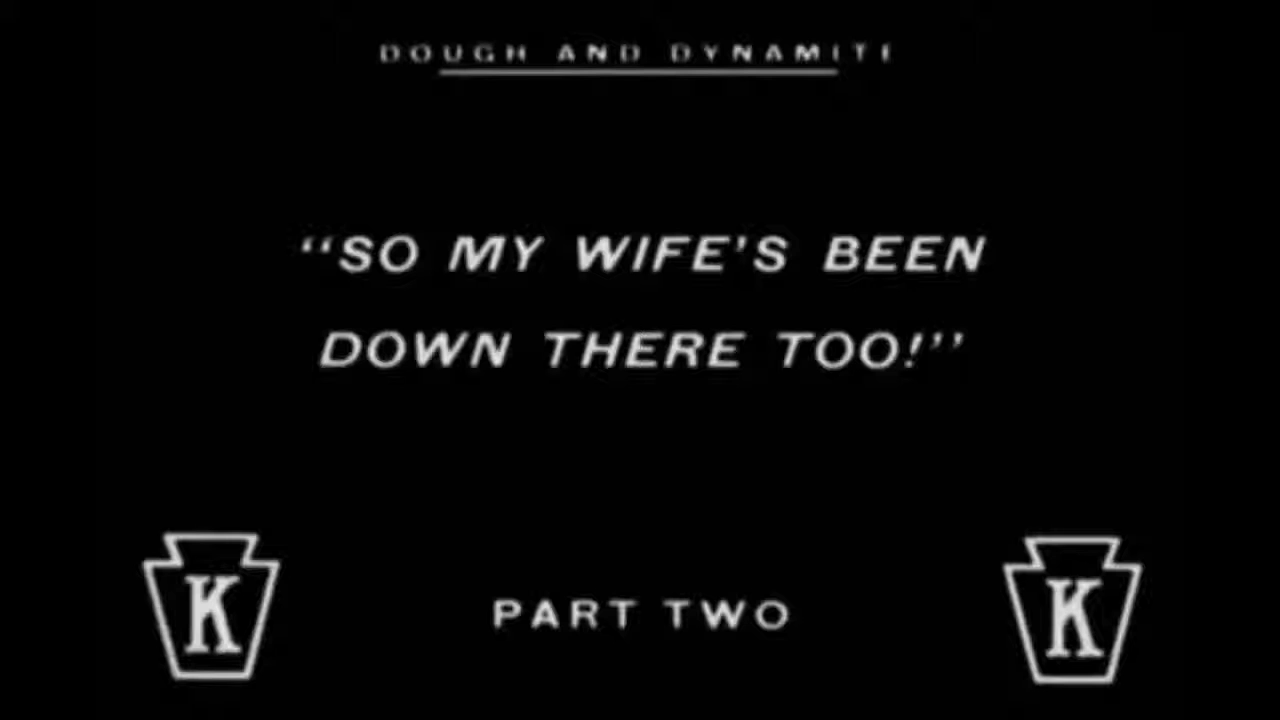 DOUGH AND DYNAMITE
“SO MY WIFE’S BEEN
DOWN THERE TOO!”
PART TWO
K
K